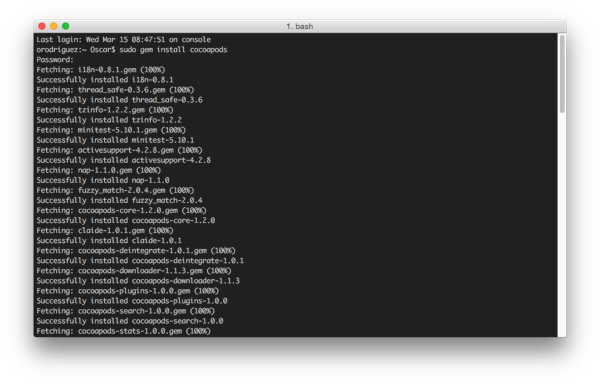 1. bash
Last login: Wed Mar 15 08:47:51 on console
orodriguez:~ Oscar$ sudo gem install cocoapods
Password:
Fetching: i18n-0.8.1.gem (100%)
Successfully installed i18n-0.8.1
Fetching: thread_safe-0.3.6.gem (100%)
Successfully installed thread_safe-0.3.6
Fetching: tzinfo-1.2.2.gem (100%)
Successfully installed tzinfo-1.2.2
Fetching: minitest-5.10.1.gem (100%)
Successfully installed minitest-5.10.1
Fetching: activesupport-4.2.8.gem (100%)
Successfully installed activesupport-4.2.8
Fetching: nap-1.1.0.gem (100%)
Successfully installed nap-1.1.0
Fetching: fuzzy_match-2.0.4.gem (100%)
Successfully installed fuzzy_match-2.0.4
Fetching: cocoapods-core-1.2.0.gem (100%)
Successfully installed cocoapods-core-1.2.0
Fetching: claide-1.0.1.gem (100%)
Successfully installed claide-1.0.1
Fetching: cocoapods-deintegrate-1.0.1.gem (100%)
Successfully installed cocoapods-deintegrate-1.0.1
Fetching: cocoapods-downloader-1.1.3.gem (100%)
Successfully installed cocoapods-downloader-1.1.3
Fetching: cocoapods-plugins-1.0.0.gem (100%)
Successfully installed cocoapods-plugins-1.0.0
Fetching: cocoapods-search-1.0.0.gem (100%)
Successfully installed cocoapods-search-1.0.0
Fetching: cocoapods-stats-1.0.0.gem (100%)